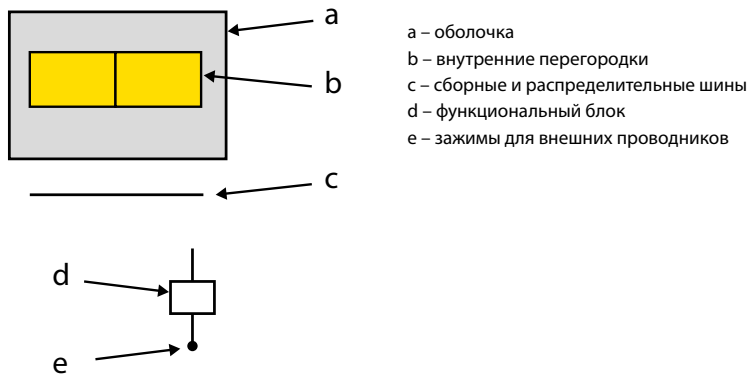 a
b
c
d
e
a – оболочка
b – внутренние перегородки
c – сборные и распределительные шины
d – функциональный блок
e – зажимы для внешних проводников